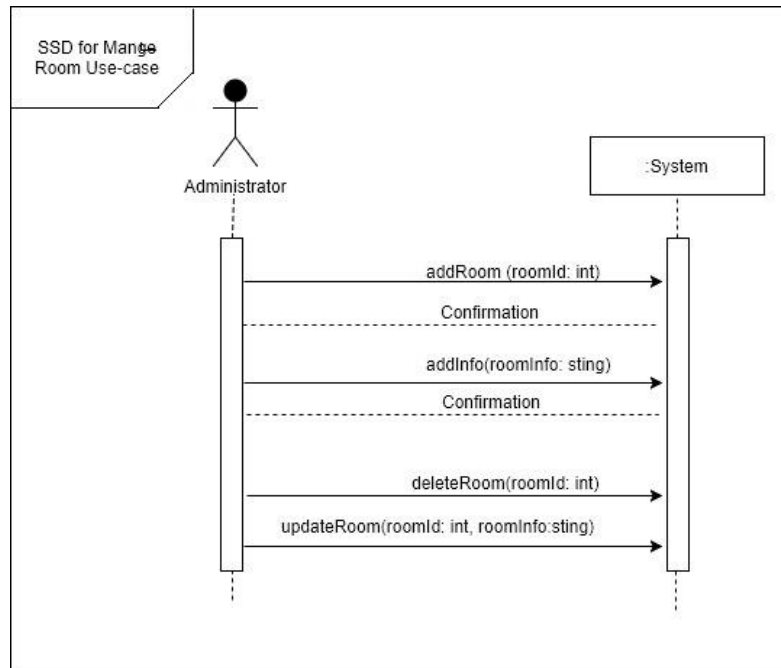 SSD for Mange
Room Use-case
Administrator
:System
addRoom (roomId: int)
Confirmation
addInfo(roomInfo: sting)
Confirmation
deleteRoom(roomId: int)
updateRoom(roomId: int, roomInfo:sting)